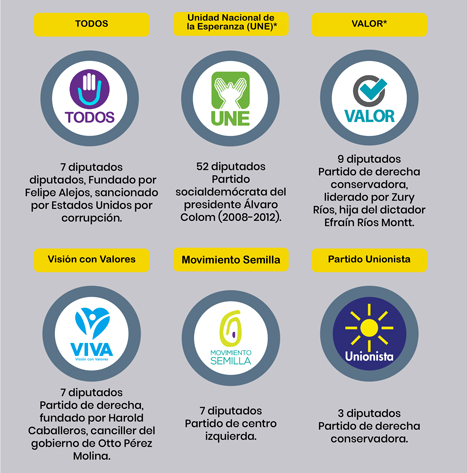 TODOS
Unidad Nacional de
la Esperanza (UNE)*
VALOR*
TODOS
UNE
VALOR
7 diputados
diputados, Fundado por
Felipe Alejos, sancionado
por Estados Unidos por
corrupción.
52 diputados
Partido
socialdemócrata del
presidente Álvaro
Colom (2008-2012).
9 diputados
Partido de derecha
conservadora,
liderado por Zury
Ríos, hija del dictador
Efraín Ríos Montt.
Visión con Valores
Movimiento Semilla
Partido Unionista
VIVA
Visión con Valores
MOVIMIENTO
SEMILLA
Unionista
7 diputados
Partido de derecha,
fundado por Harold
Caballeros, canciller del
gobierno de Otto Pérez
Molina.
7 diputados
Partido de centro
izquierda.
3 diputados
Partido de derecha
conservadora.